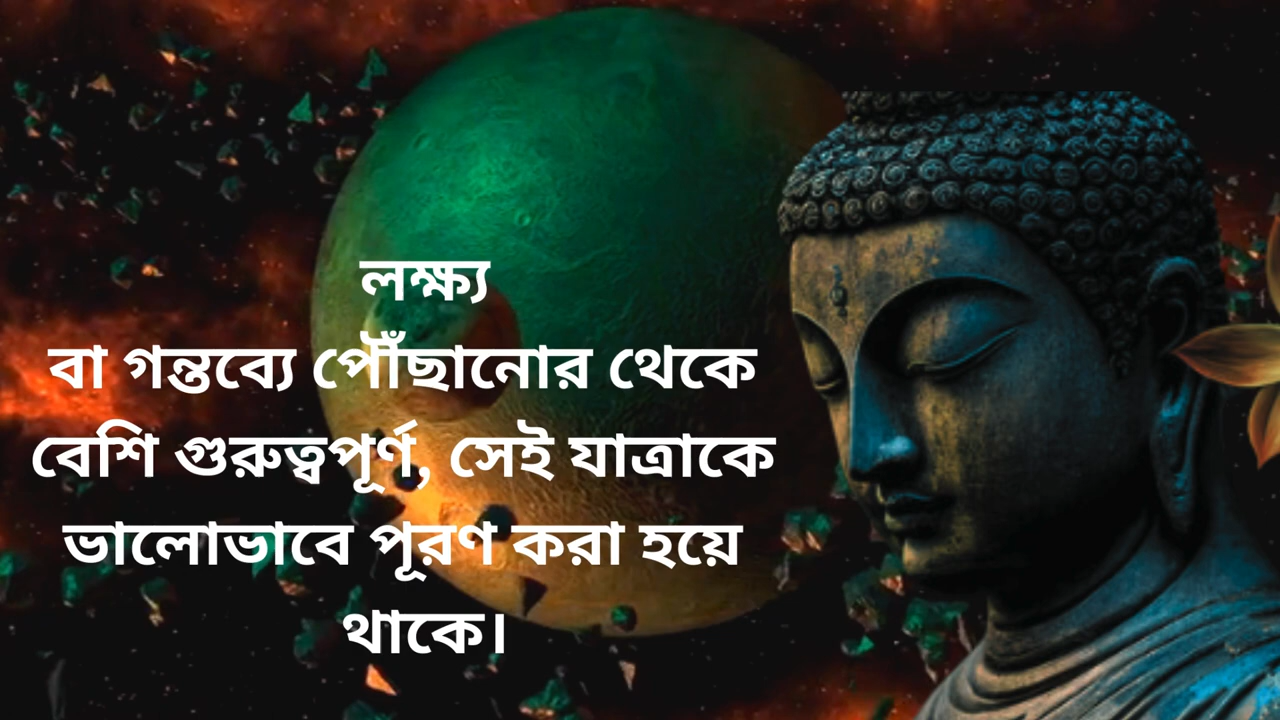 লক্ষ্য
বা গন্তব্যে পৌঁছানোর থেকে
বেশি গুরুত্বপূর্ণ, সেই যাত্রাকে
ভালোভাবে পূরণ করা হয়ে
থাকে।